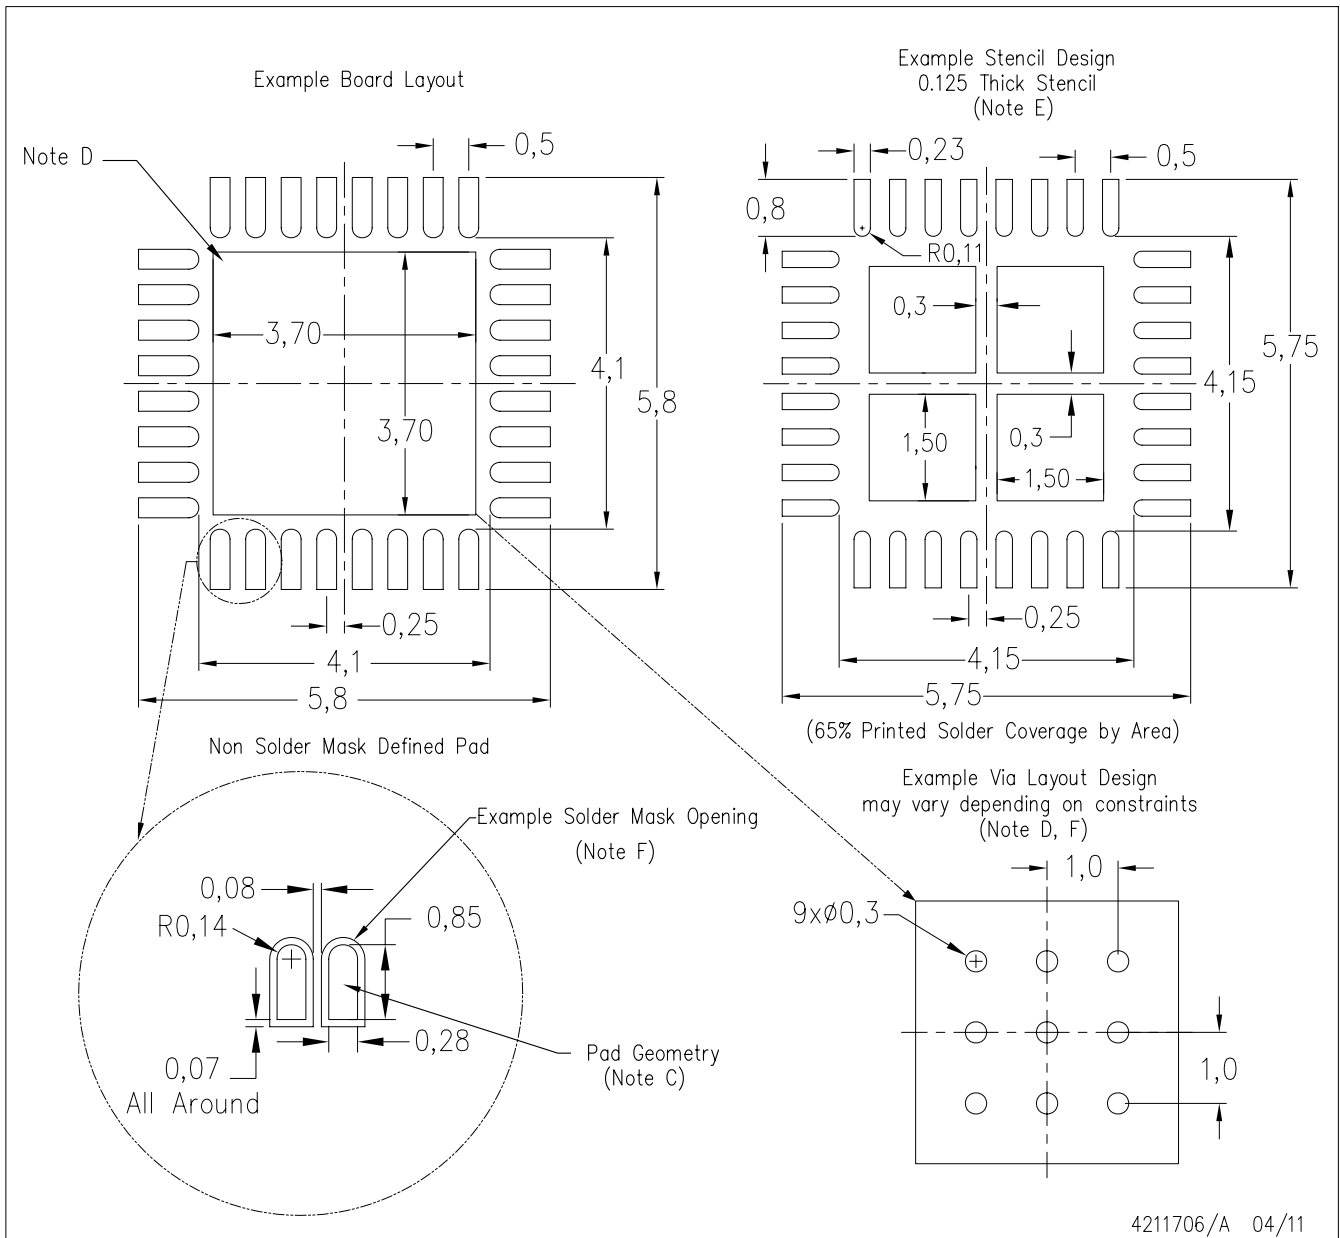 Example Board Layout
Example Stencil Design
0.125 Thick Stencil
(Note E)
Note D
0,5
0,23
0,5
0,8
R0,11
0,3
3,70
4,1
5,8
3,70
5,75
4,15
1,50
0,3
1,50
0,25
4,1
5,8
0,25
4,15
5,75
(65% Printed Solder Coverage by Area)
Non Solder Mask Defined Pad
Example Solder Mask Opening
(Note F)
0,08
R0,14
0,85
0,28
0,07
All Around
Pad Geometry
(Note C)
Example Via Layout Design
may vary depending on constraints
(Note D, F)
1,0
9xø0,3
1,0
4211706/A 04/11